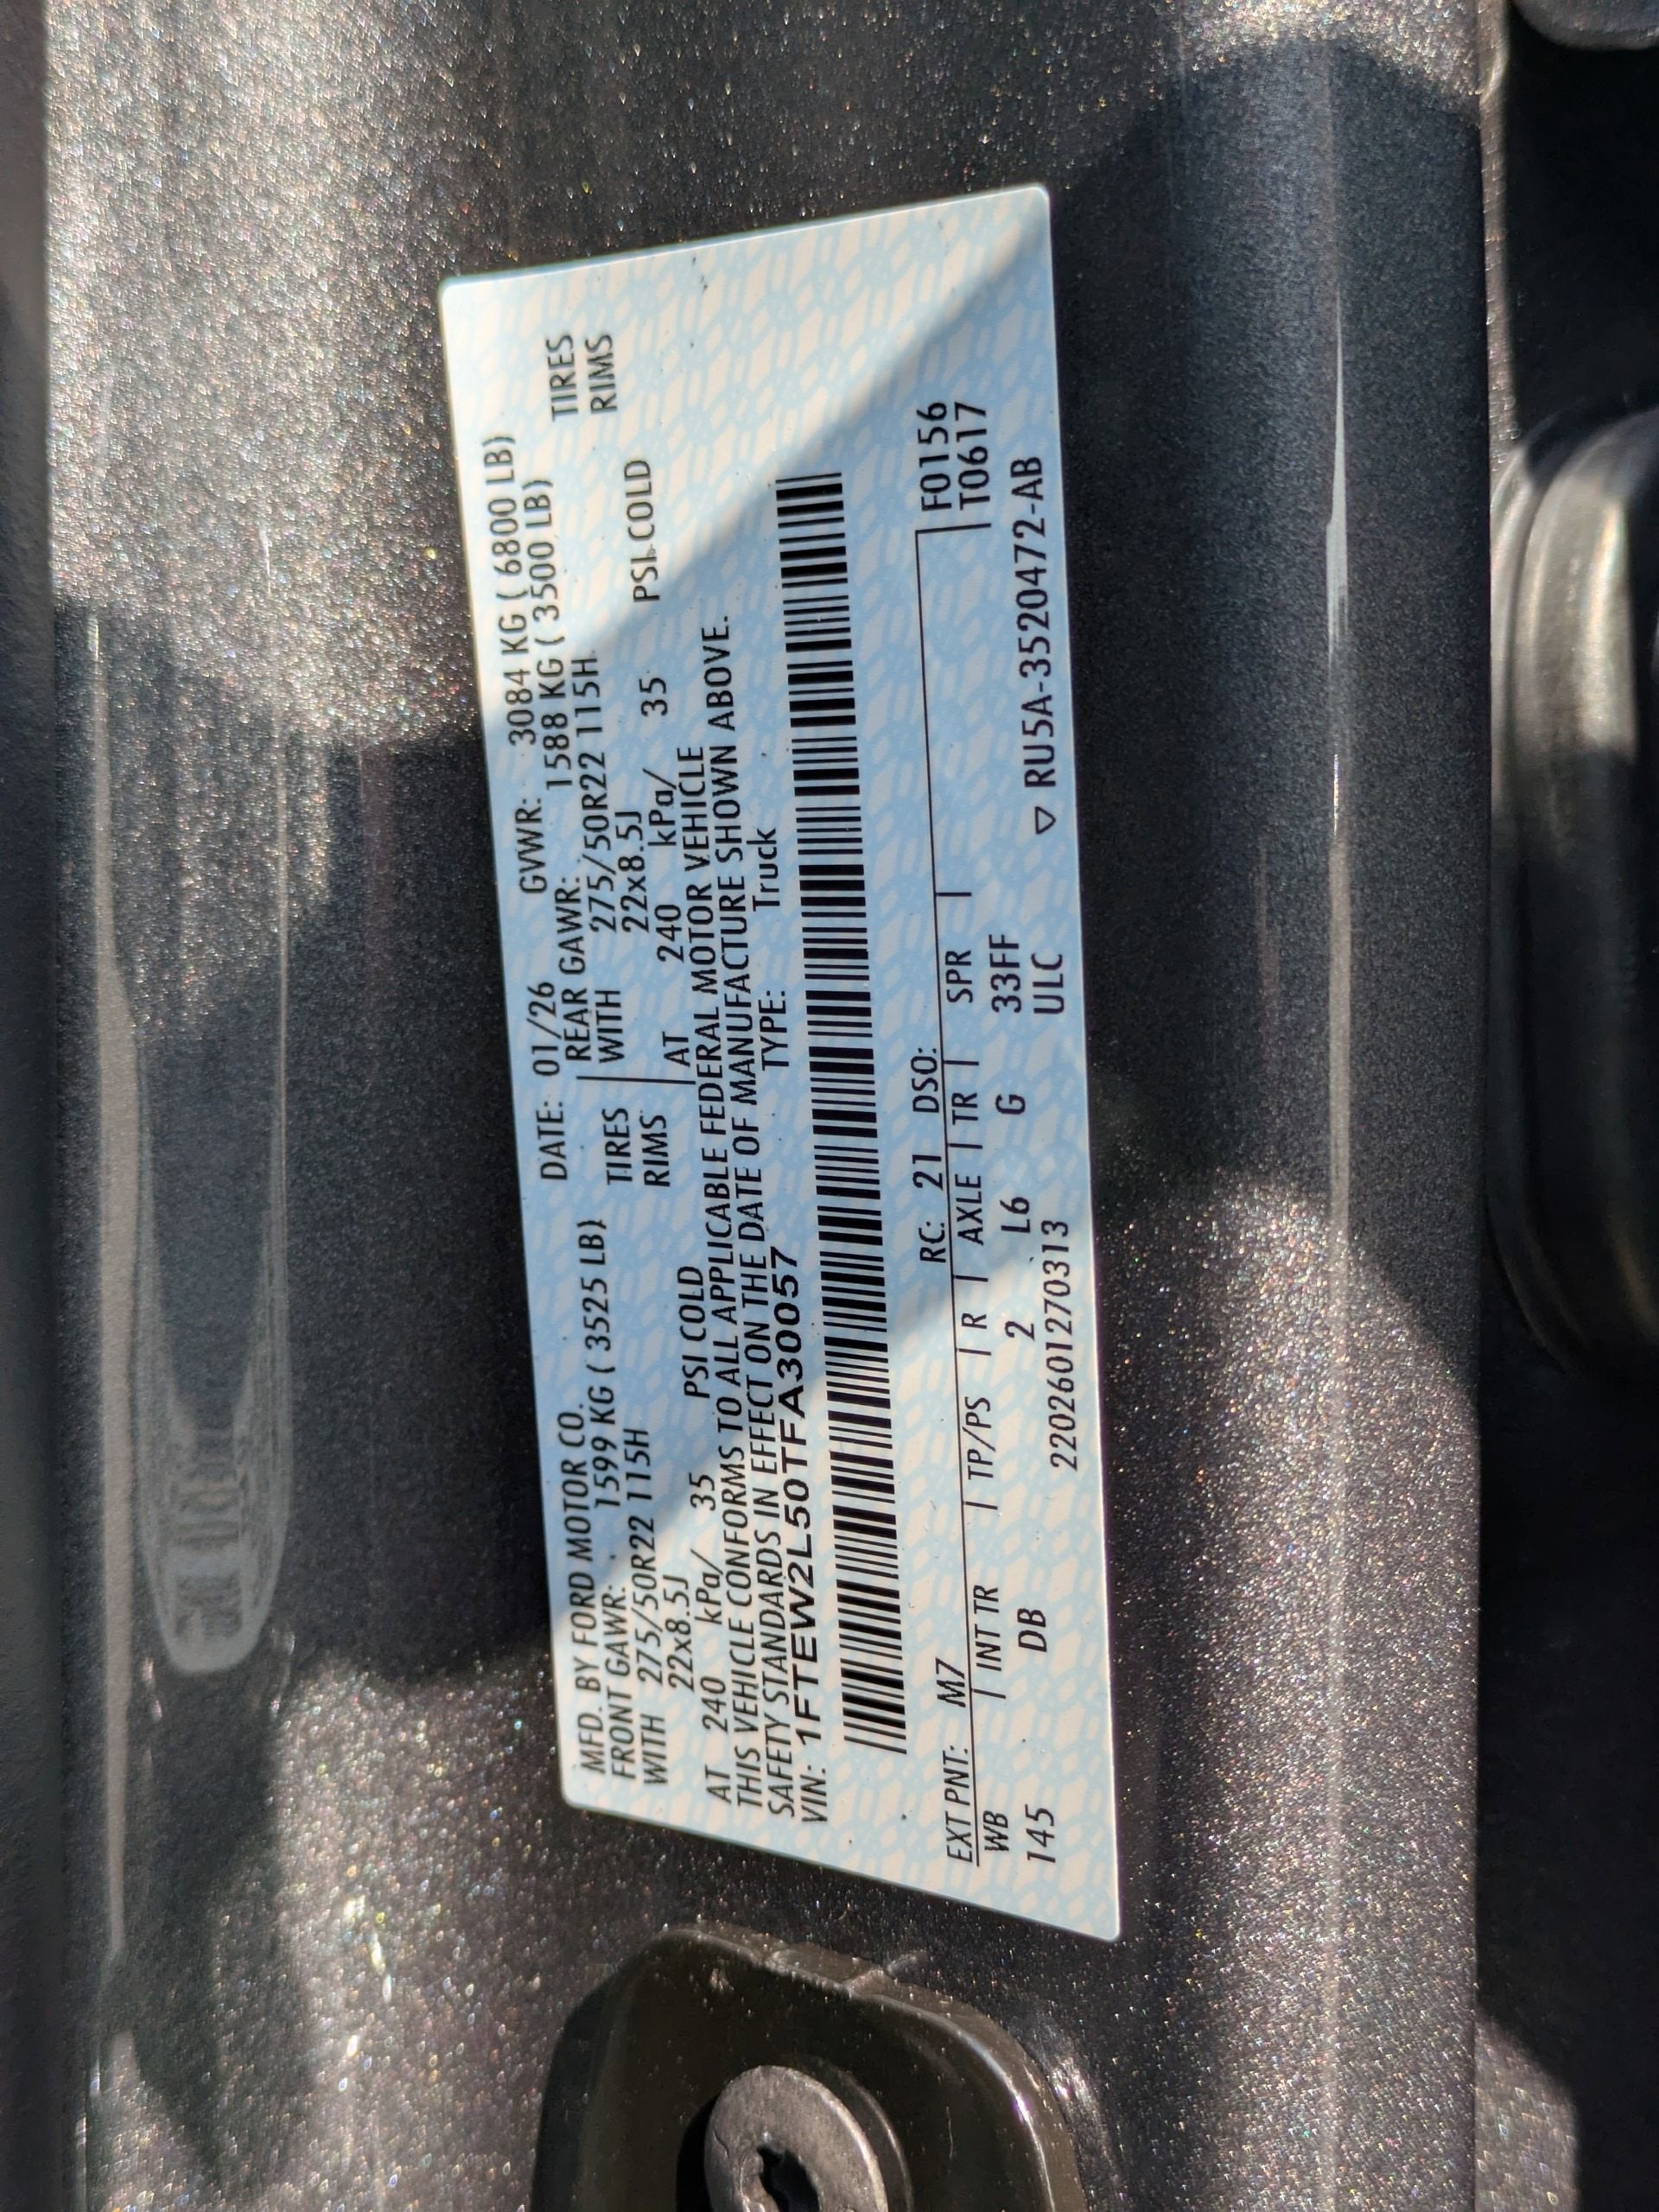 MFD. BY FORD MOTOR CO. DATE: 01/26 GVWR: 3084 KG ( 6800 LB)
FRONT GAWR: 1599 KG ( 3525 LB) REAR GAWR: 1588 KG ( 3500 LB)
WITH 275/50R22 115H TIRES WITH 275/50R22 115H TIRES
22x8.5J RIMS 22x8.5J RIMS
AT 240 kPa/ 35 PSI COLD AT 240 kPa/ 35 PSI COLD
THIS VEHICLE CONFORMS TO ALL APPLICABLE FEDERAL MOTOR VEHICLE
SAFETY STANDARDS IN EFFECT ON THE DATE OF MANUFACTURE SHOWN ABOVE.
VIN: 1FTEW2L50TFA30057 TYPE: Truck
EXT PNT: M7 RC: 21 DSO:
WB | INT TR | TP/PS | R | AXLE | TR | SPR | | F0156
T0617
145 DB 2 L6 G 33FF
2202601270313 ULC ▽ RU5A-3520472-AB